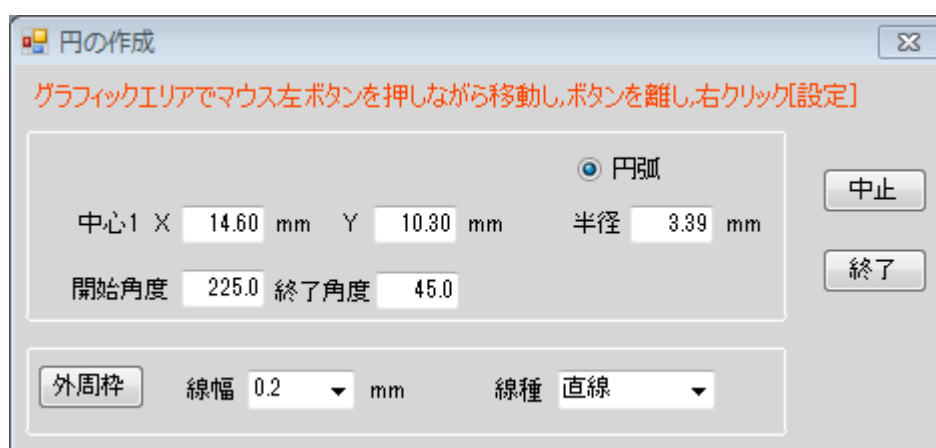 円の作成
グラフィックエリアでマウス左ボタンを押しながら移動し,ボタンを離し,右クリック[設定]
円弧
中心1 X 14.60 mm Y 10.30 mm 半径 3.39 mm
開始角度 225.0 終了角度 45.0
中止
終了
外周枠 線幅 0.2 mm 線種 直線